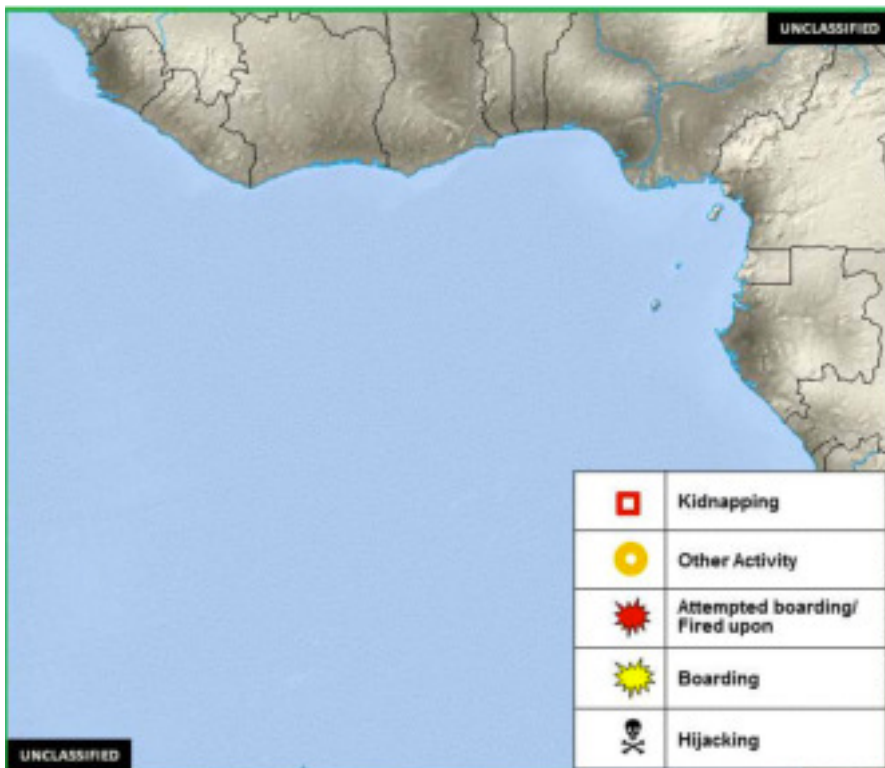 UNCLASSIFIED
Kidnapping
Other Activity
Attempted boarding/
Fired upon
Boarding
Hijacking
UNCLASSIFIED